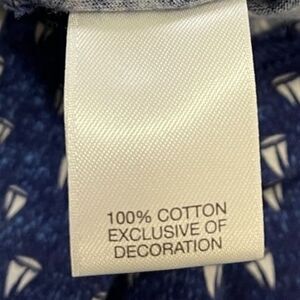 100% COTTON
EXCLUSIVE OF
DECORATION